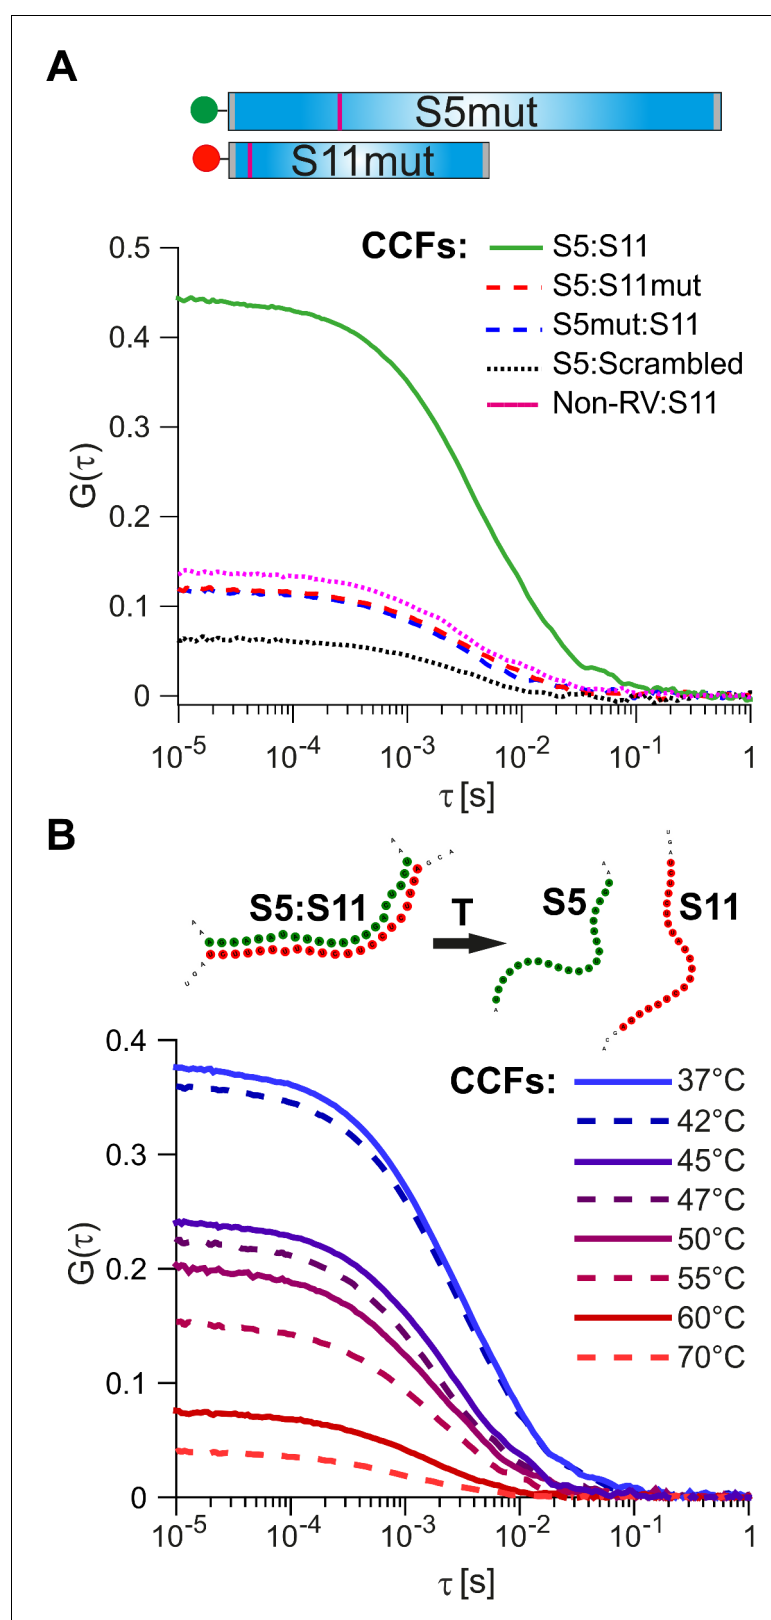 A
S5mut
S11mut
CCFs:
S5:S11
S5:S11mut
S5mut:S11
S5:Scrambled
Non-RV:S11
0.5
0.4
0.3
0.2
0.1
0
G(τ)
10-5
10-4
10-3
10-2
10-1
1
τ [s]
B
S5:S11
T
S5
S11
CCFs:
37°C
42°C
45°C
47°C
50°C
55°C
60°C
70°C
0.4
0.3
0.2
0.1
0
G(τ)
10-5
10-4
10-3
10-2
10-1
1
τ [s]